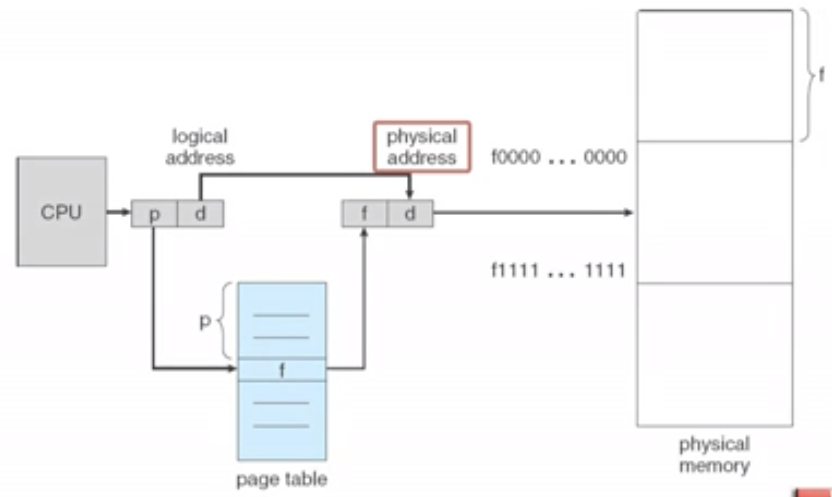 logical
address
physical
address
CPU
p d
f d
f0000 ... 0000
f1111 ... 1111
f
p
f
page table
physical
memory